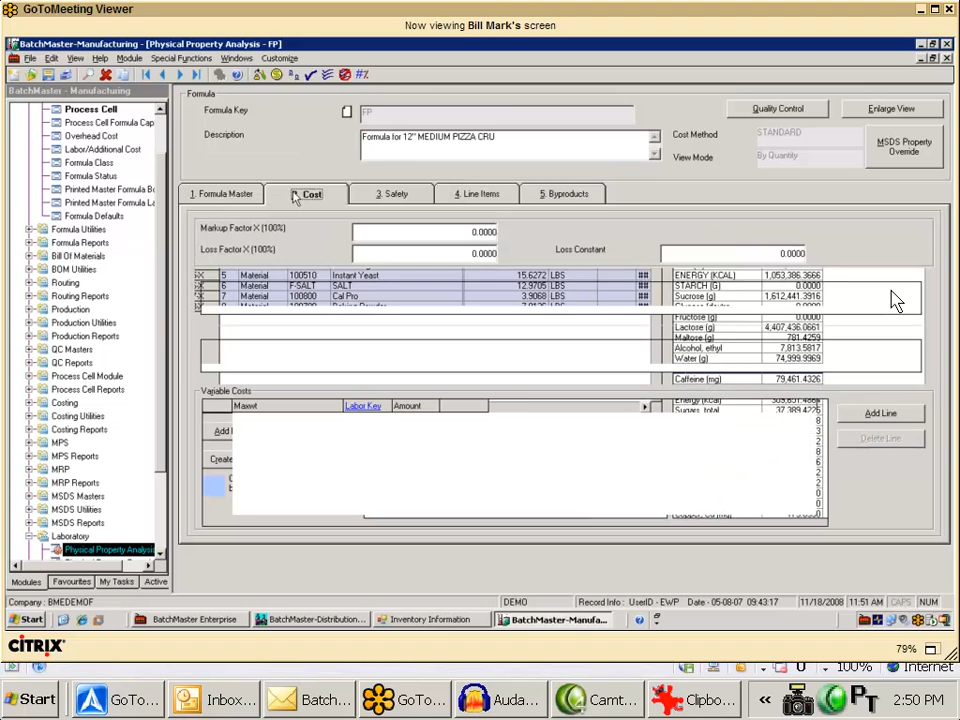 GoToMeeting Viewer
Now viewing Bill Mark's screen
BatchMaster-Manufacturing - [Physical Property Analysis - FP]
File Edit View Help Module Special Functions Windows Customize
BatchMaster - Manufacturing
Process Cell
Process Cell Formula Cap
Overhead Cost
Labor/Additional Cost
Formula Cost
Formula Class
Formula Status
Printed Master Formula Bo
Printed Master Formula La
Formula Defaults
Formula Utilities
Formula Reports
Bill Of Materials
BOM Utilities
Routing
Routing Reports
Production
Production Utilities
Production Reports
QC Masters
QC Reports
Process Cell Module
Process Cell Reports
Costing
Costing Utilities
Costing Reports
MPS
MPS Reports
MRP
MRP Reports
MSDS Masters
MSDS Utilities
MSDS Reports
Laboratory
Physical Property Analysis
Modules Favourites My Tasks Active
Formula
Formula Key FP
Description Formula for 12" MEDIUM PIZZA CRU
Quality Control
Enlarge View
Cost Method STANDARD
View Mode By Quantity
MSDS Property Override
1. Formula Master
Cost
3. Safety
4. Line Items
5. Byproducts
Markup Factor X (100%) 0.0000
Loss Factor X (100%) 0.0000
Loss Constant 0.0000
5 Material 100510 Instant Yeast 15.6272 LBS ##
6 Material F-SALT SALT 12.9705 LBS ##
7 Material 100800 Cal Pro 3.9068 LBS ##
ENERGY (KCAL) 1,053,386.3666
STARCH (G) 0.0000
Sucrose (g) 1,612,441.3916
Fructose (g) 0.0000
Lactose (g) 4,407,436.0661
Maltose (g) 781.4259
Alcohol, ethyl 7,813.5817
Water (g) 74,999.9969
Caffeine (mg) 79,461.4326
Variable Costs
Maxwt Labor Key Amount
Sugars, total 37,389.4225
Add Line
Delete Line
Add
Create
Company : BMEDEMOF
DEMO
Record Info : UserID - EWP Date - 05-08-07 09:43:17
11/18/2008 11:51 AM CAPS NUM
Start
BatchMaster Enterprise
BatchMaster-Distribution...
Inventory Information
BatchMaster-Manufa...
CITRIX
79%
U 100% Internet
Start GoTo... Inbox... Batch... GoTo... Auda... Camt... Clipbo... « PT 2:50 PM